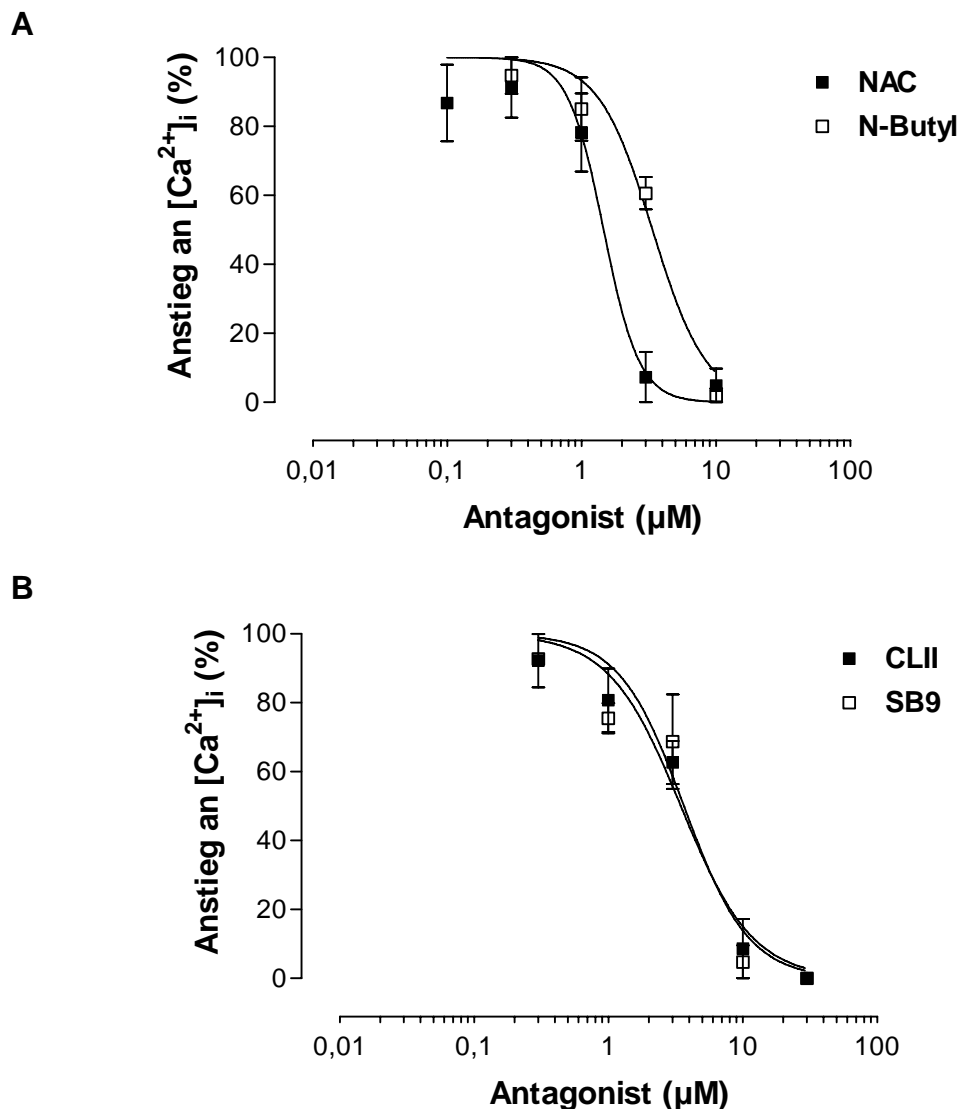 A
Anstieg an [Ca²⁺]ᵢ (%)
100
80
60
40
20
0
NAC
N-Butyl
0,01
0,1
1
10
100
Antagonist (µM)
B
Anstieg an [Ca²⁺]ᵢ (%)
100
80
60
40
20
0
CLII
SB9
0,01
0,1
1
10
100
Antagonist (µM)